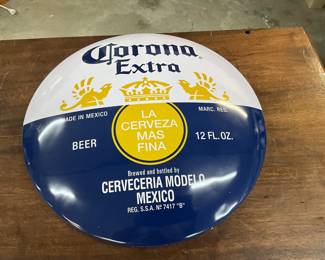 Corona
Extra
MADE IN MEXICO
MARC. REG.
LA
CERVEZA
MAS
FINA
BEER
12 FL. OZ.
Brewed and bottled by
CERVECERIA MODELO
MEXICO
REG. S.S.A. Nº 7417 "B"